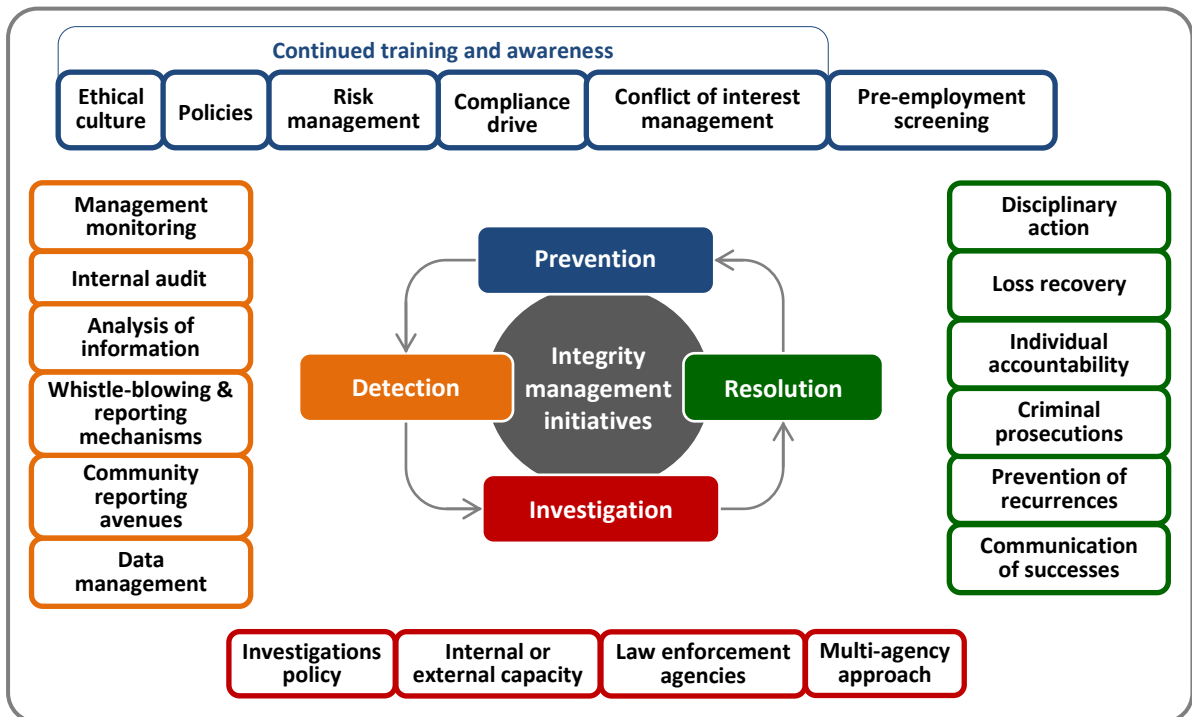 Continued training and awareness
Ethical
culture
Policies
Risk
management
Compliance
drive
Conflict of interest
management
Pre-employment
screening
Management
monitoring
Internal audit
Analysis of
information
Whistle-blowing &
reporting
mechanisms
Community
reporting
avenues
Data
management
Prevention
Detection
Integrity
management
initiatives
Resolution
Investigation
Disciplinary
action
Loss recovery
Individual
accountability
Criminal
prosecutions
Prevention of
recurrences
Communication
of successes
Investigations
policy
Internal or
external capacity
Law enforcement
agencies
Multi-agency
approach